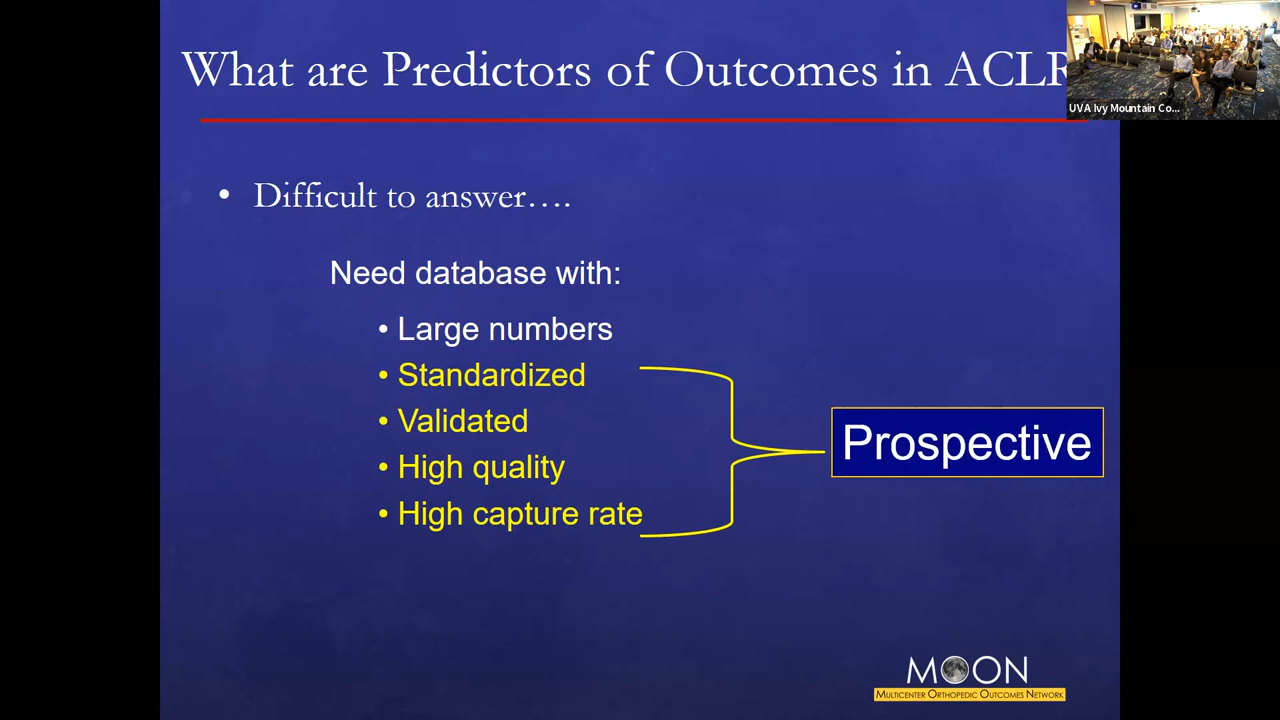 What are Predictors of Outcomes in ACLR
UVA Ivy Mountain Co...
• Difficult to answer….
Need database with:
• Large numbers
• Standardized
• Validated
• High quality
• High capture rate
Prospective
MOON
MULTICENTER ORTHOPEDIC OUTCOMES NETWORK